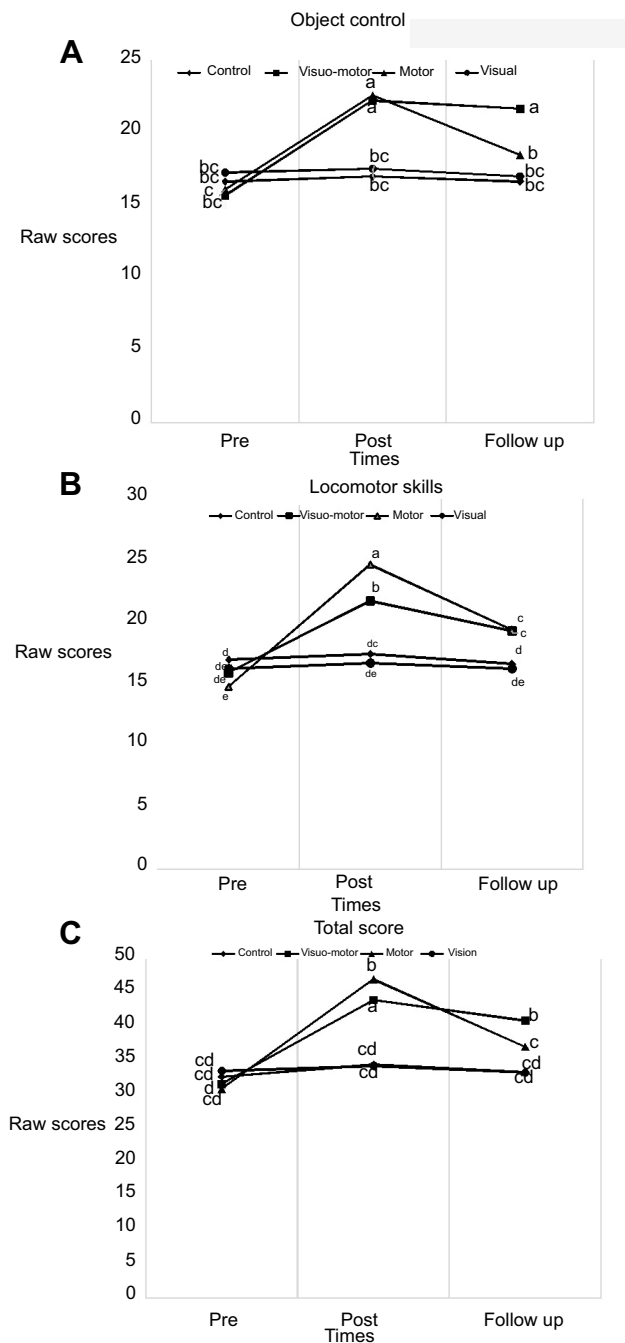 Object control
A
25
Control Visuo-motor Motor Visual
a
20
a
a
b
bc
bc
bc
bc
bc
c
bc
bc
15
Raw scores
10
5
0
Pre Post Follow up
Times
B
Locomotor skills
30
Control Visuo-motor Motor Visual
25
a
b
20
c
c
d
dc
d
de
de
de
de
e
Raw scores
15
10
5
0
Pre Post Follow up
Times
C
Total score
50
Control Visuo-motor Motor Vision
b
45
a
b
40
c
35
cd
cd
cd
cd
cd
cd
d
cd
30
Raw scores
25
20
15
10
5
0
Pre Post Follow up
Times